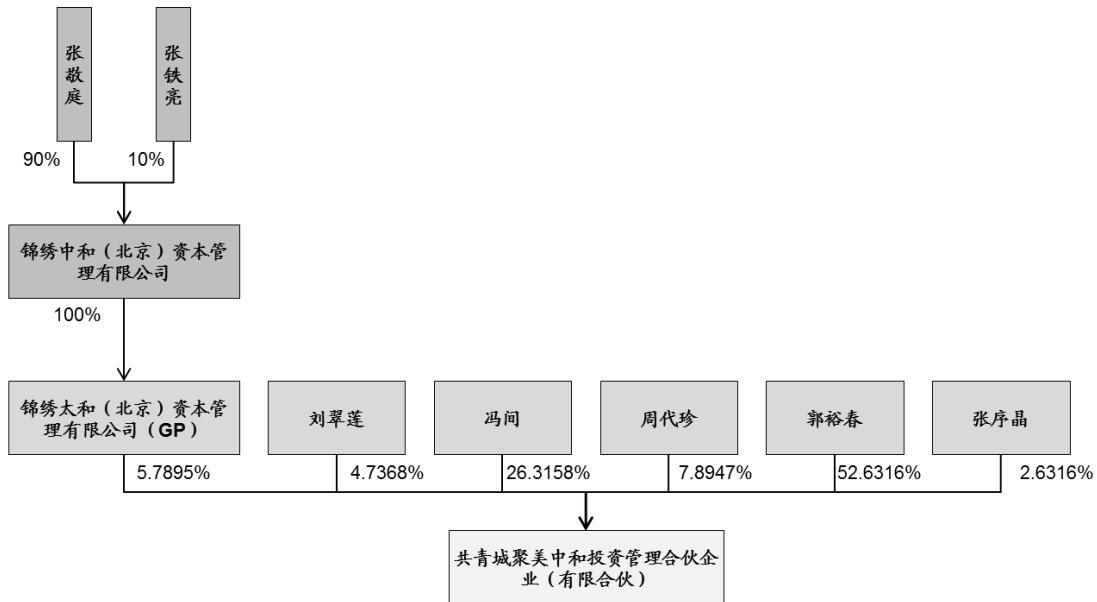 张敬庭
张铁亮
90%
10%
锦绣中和（北京）资本管
理有限公司
100%
锦绣太和（北京）资本管
理有限公司（GP）
刘翠莲
冯间
周代珍
郭裕春
张序晶
5.7895%
4.7368%
26.3158%
7.8947%
52.6316%
2.6316%
共青城聚美中和投资管理合伙企
业（有限合伙）